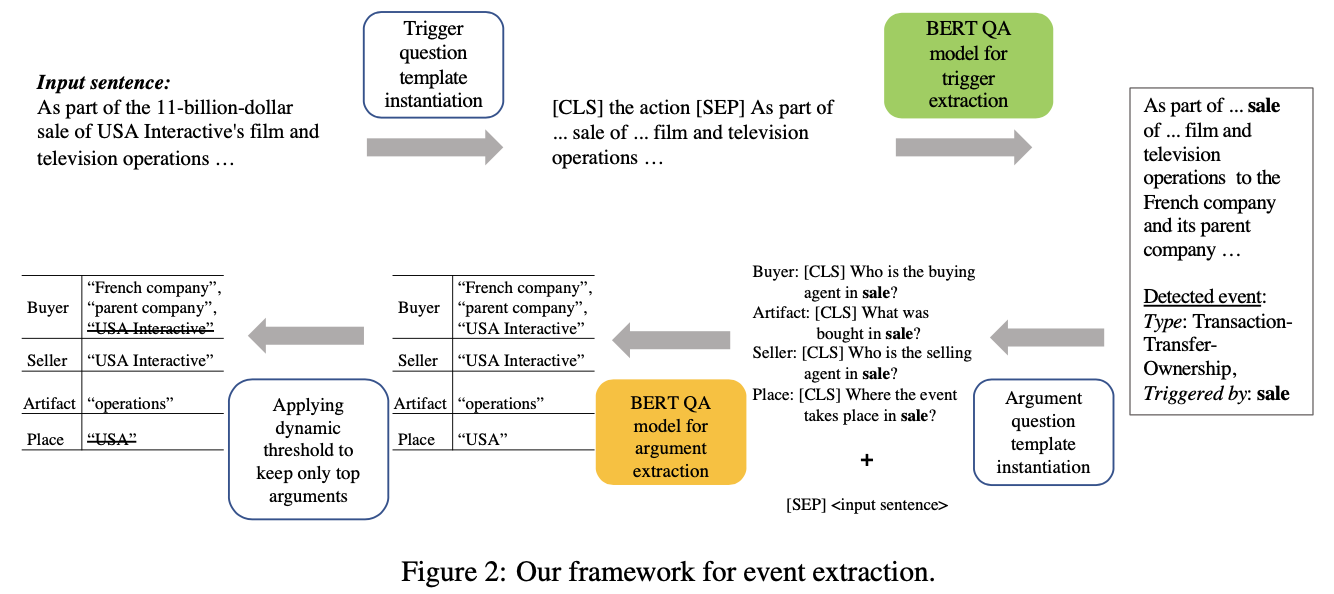 Input sentence:
As part of the 11-billion-dollar
sale of USA Interactive's film and
television operations …
Trigger
question
template
instantiation
[CLS] the action [SEP] As part of
... sale of ... film and television
operations …
BERT QA
model for
trigger
extraction
As part of ... sale
of ... film and
television
operations to the
French company
and its parent
company …
Detected event:
Type: Transaction-
Transfer-
Ownership,
Triggered by: sale
Argument
question
template
instantiation
Buyer: [CLS] Who is the buying
agent in sale?
Artifact: [CLS] What was
bought in sale?
Seller: [CLS] Who is the selling
agent in sale?
Place: [CLS] Where the event
takes place in sale?
+
[SEP] <input sentence>
BERT QA
model for
argument
extraction
Buyer “French company”,
“parent company”,
“USA Interactive”
Seller “USA Interactive”
Artifact “operations”
Place “USA”
Applying
dynamic
threshold to
keep only top
arguments
Buyer “French company”,
“parent company”,
“USA Interactive”
Seller “USA Interactive”
Artifact “operations”
Place “USA”
Figure 2: Our framework for event extraction.